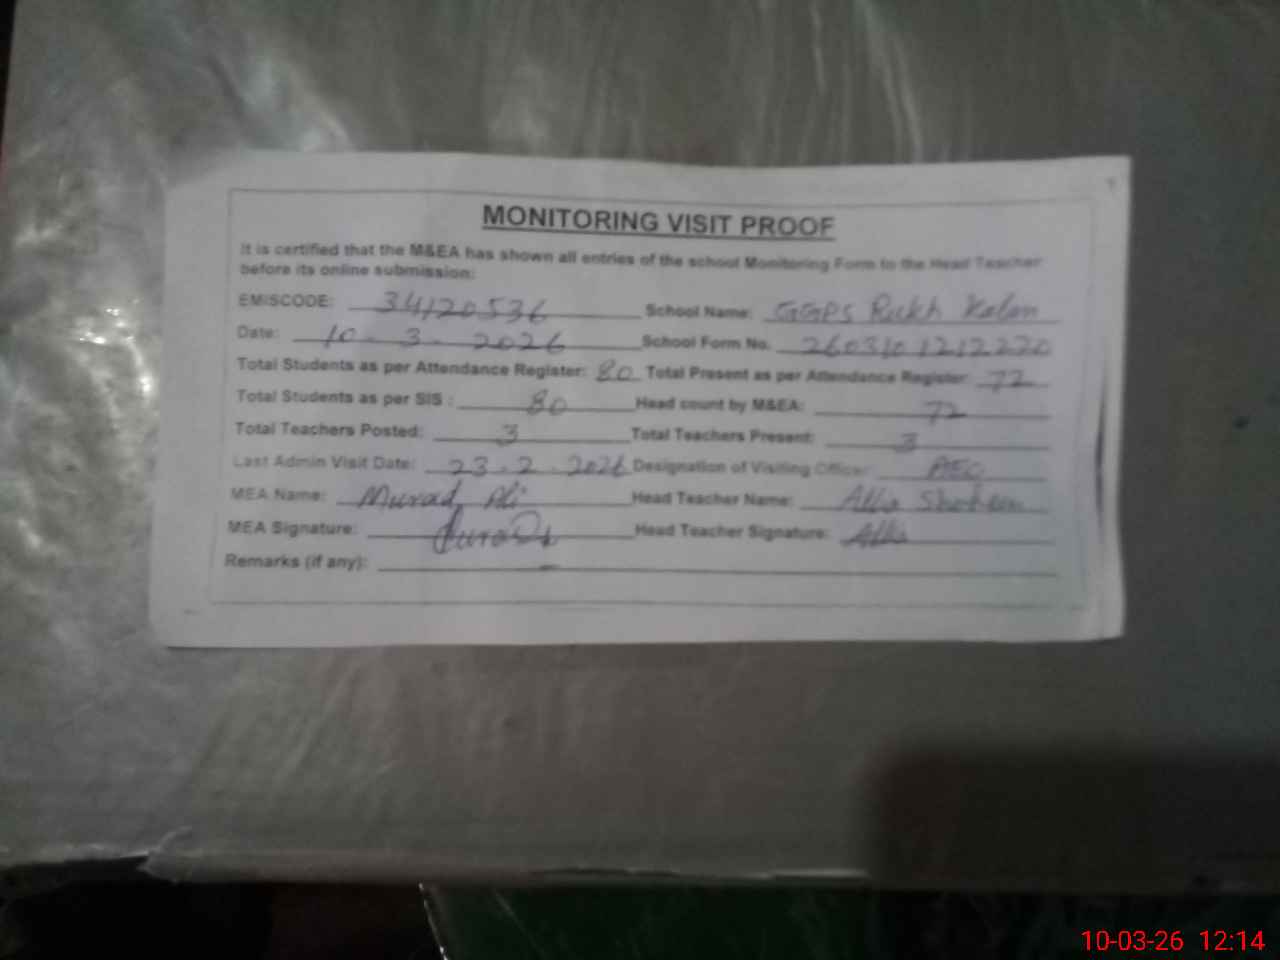 MONITORING VISIT PROOF
It is certified that the M&EA has shown all entries of the school Monitoring Form to the Head Teacher
before its online submission:
EMISCODE: 34120536 School Name: GGPS Rukh Kalan
Date: 10 - 3 - 2026 School Form No. 2603101212220
Total Students as per Attendance Register: 80 Total Present as per Attendance Register: 72
Total Students as per SIS : 80 Head count by M&EA: 72
Total Teachers Posted: 3 Total Teachers Present: 3
Last Admin Visit Date: 23 . 2 . 2026 Designation of Visiting Officer: AEO
MEA Name: Murad Ali Head Teacher Name:
MEA Signature: Head Teacher Signature:
Remarks (if any):
10-03-26 12:14